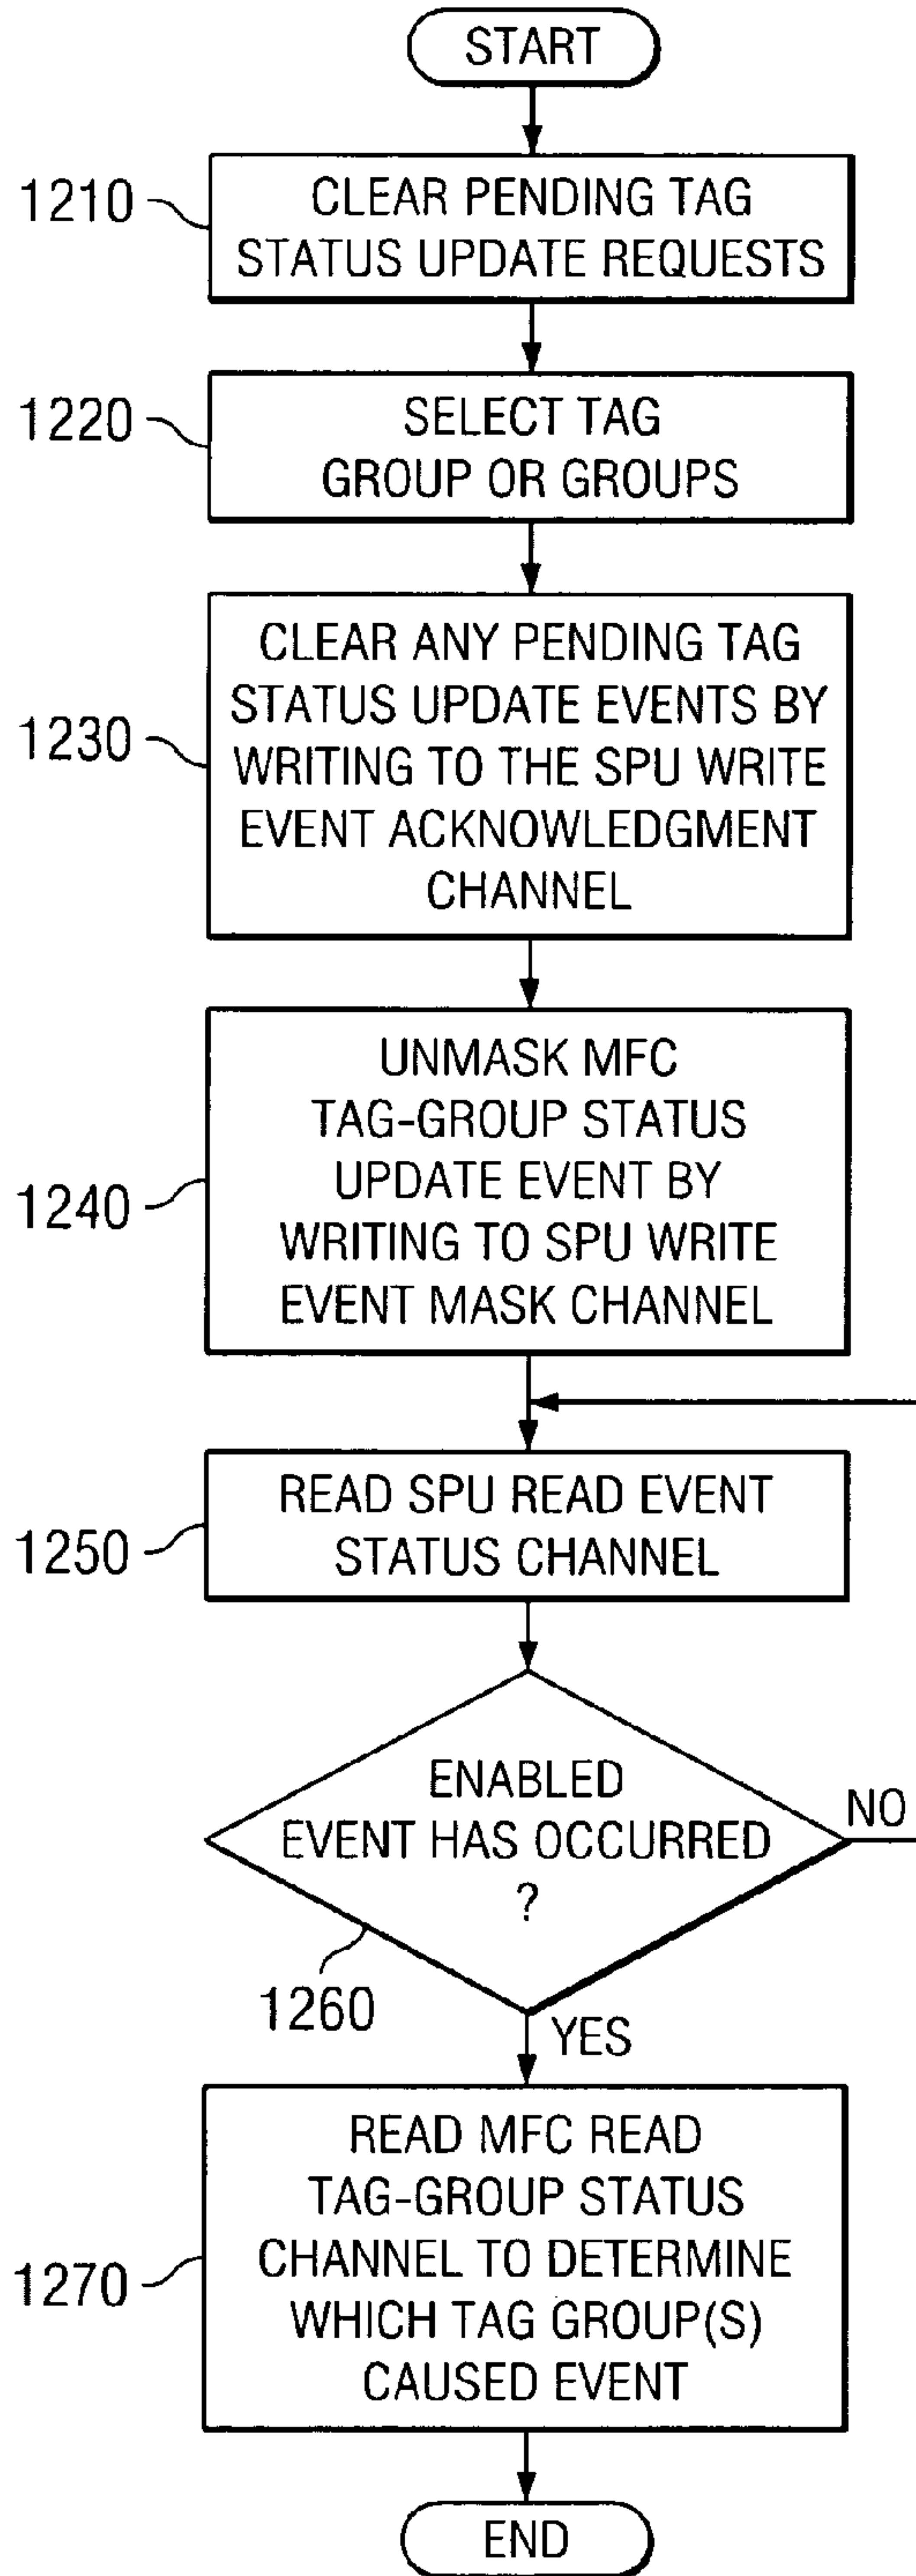 START
1210
CLEAR PENDING TAG
STATUS UPDATE REQUESTS
1220
SELECT TAG
GROUP OR GROUPS
1230
CLEAR ANY PENDING TAG
STATUS UPDATE EVENTS BY
WRITING TO THE SPU WRITE
EVENT ACKNOWLEDGMENT
CHANNEL
1240
UNMASK MFC
TAG-GROUP STATUS
UPDATE EVENT BY
WRITING TO SPU WRITE
EVENT MASK CHANNEL
1250
READ SPU READ EVENT
STATUS CHANNEL
ENABLED
EVENT HAS OCCURRED
?
NO
1260
YES
1270
READ MFC READ
TAG-GROUP STATUS
CHANNEL TO DETERMINE
WHICH TAG GROUP(S)
CAUSED EVENT
END